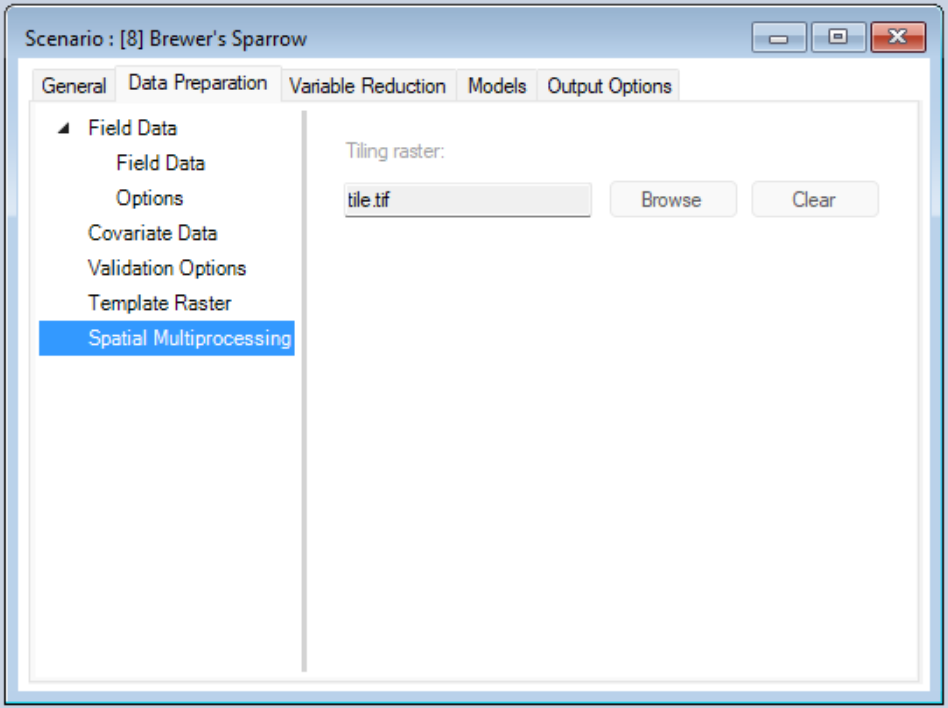 Scenario : [8] Brewer's Sparrow
General Data Preparation Variable Reduction Models Output Options
Field Data
Field Data
Options
Covariate Data
Validation Options
Template Raster
Spatial Multiprocessing
Tiling raster:
tile.tif Browse Clear